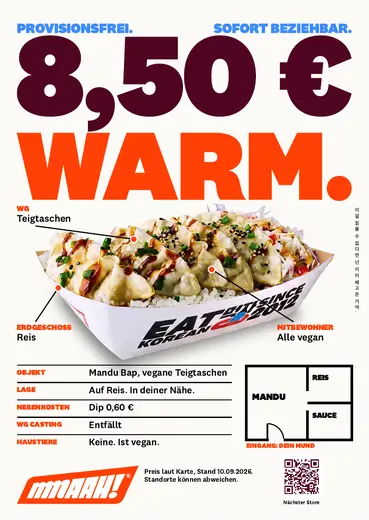 PROVISIONSFREI. SOFORT BEZIEHBAR.
8,50 €
WARM.
WG
Teigtaschen
EAT
KOREAN
SINCE
2012
ERDGESCHOSS
Reis
MITBEWOHNER
Alle vegan
OBJEKT Mandu Bap, vegane Teigtaschen
LAGE Auf Reis. In deiner Nähe.
NEBENKOSTEN Dip 0,60 €
WG CASTING Entfällt
HAUSTIERE Keine. Ist vegan.
MANDU
REIS
SAUCE
EINGANG: DEIN MUND
mmAAH!
Preis laut Karte, Stand 10.09.2026.
Standorte können abweichen.
Nächster Store